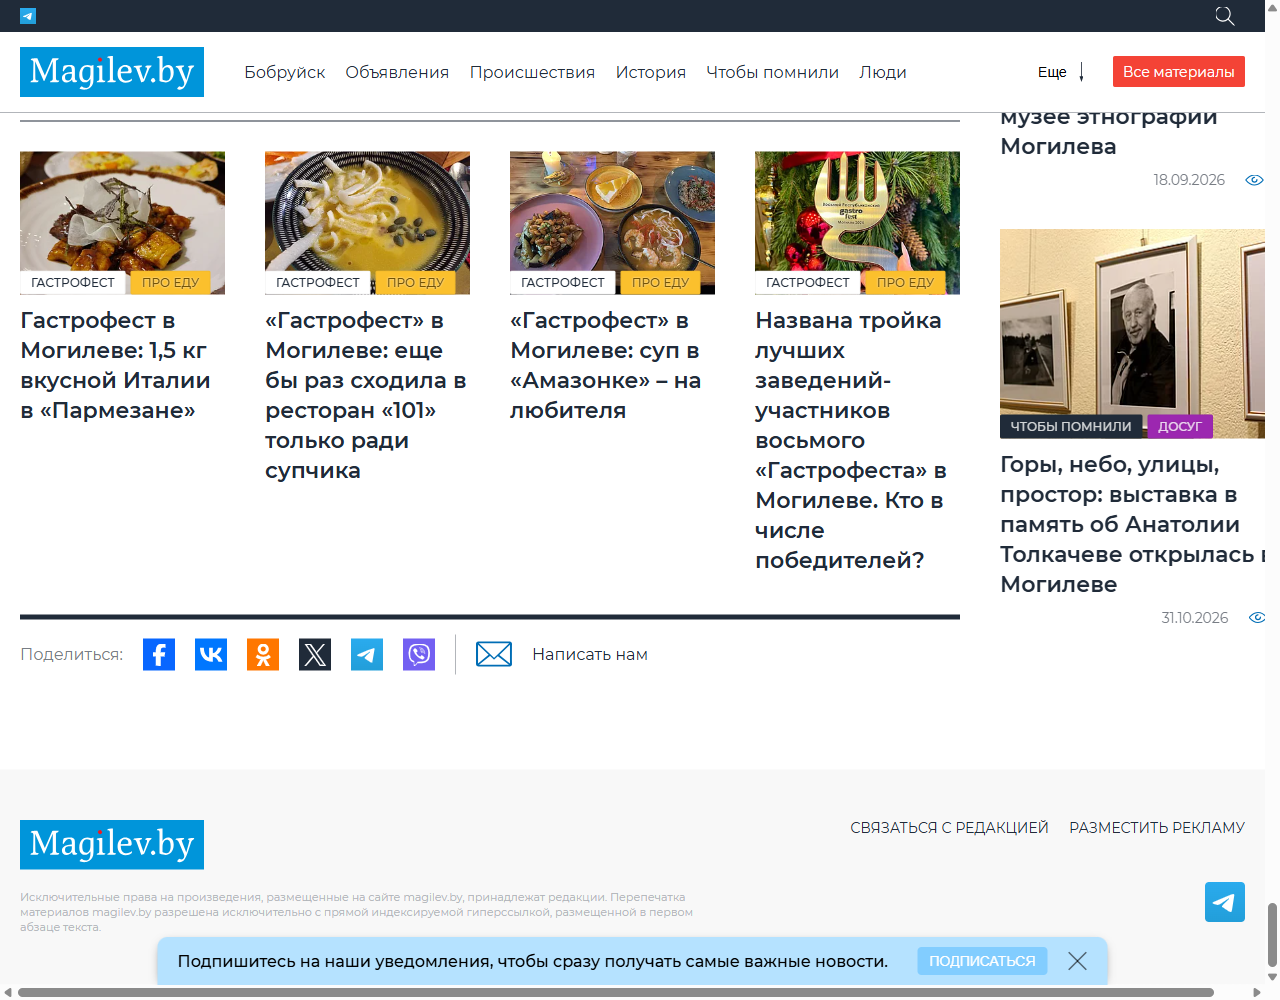 Magilev.by
Бобруйск Объявления Происшествия История Чтобы помнили Люди Еще Все материалы
музее этнографии
Могилева
18.09.2026
ГАСТРОФЕСТ ПРО ЕДУ
Гастрофест в
Могилеве: 1,5 кг
вкусной Италии
в «Пармезане»
ГАСТРОФЕСТ ПРО ЕДУ
«Гастрофест» в
Могилеве: еще
бы раз сходила в
ресторан «101»
только ради
супчика
ГАСТРОФЕСТ ПРО ЕДУ
«Гастрофест» в
Могилеве: суп в
«Амазонке» – на
любителя
gastro
fest
ГАСТРОФЕСТ ПРО ЕДУ
Названа тройка
лучших
заведений-
участников
восьмого
«Гастрофеста» в
Могилеве. Кто в
числе
победителей?
ЧТОБЫ ПОМНИЛИ ДОСУГ
Горы, небо, улицы,
простор: выставка в
память об Анатолии
Толкачеве открылась в
Могилеве
31.10.2026
Поделиться: Написать нам
Magilev.by
СВЯЗАТЬСЯ С РЕДАКЦИЕЙ РАЗМЕСТИТЬ РЕКЛАМУ
Исключительные права на произведения, размещенные на сайте magilev.by, принадлежат редакции. Перепечатка
материалов magilev.by разрешена исключительно с прямой индексируемой гиперссылкой, размещенной в первом
абзаце текста.
Подпишитесь на наши уведомления, чтобы сразу получать самые важные новости. ПОДПИСАТЬСЯ